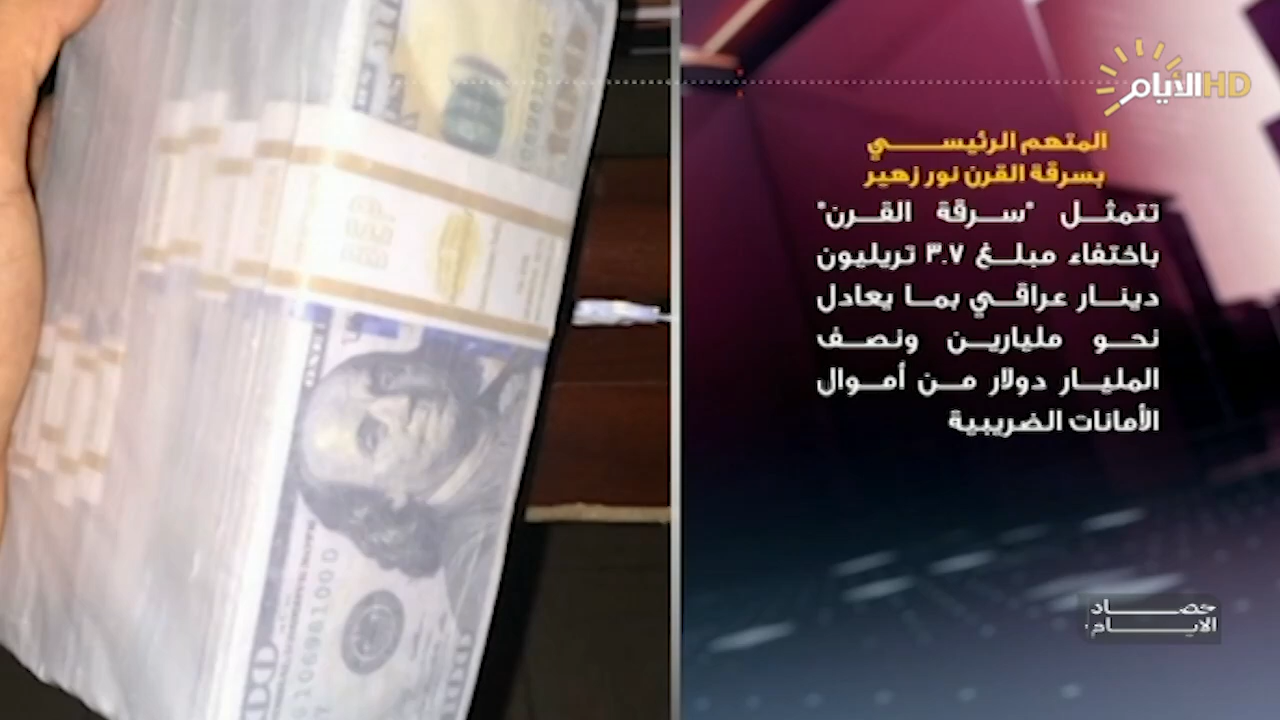 الأيام HD
المتهم الرئيسي
بسرقة القرن نور زهير
تتمثل "سرقة القرن"
باختفاء مبلغ ٣.٧ تريليون
دينار عراقي بما يعادل
نحو مليارين ونصف
المليار دولار من أموال
الأمانات الضريبية
حصاد
الايام